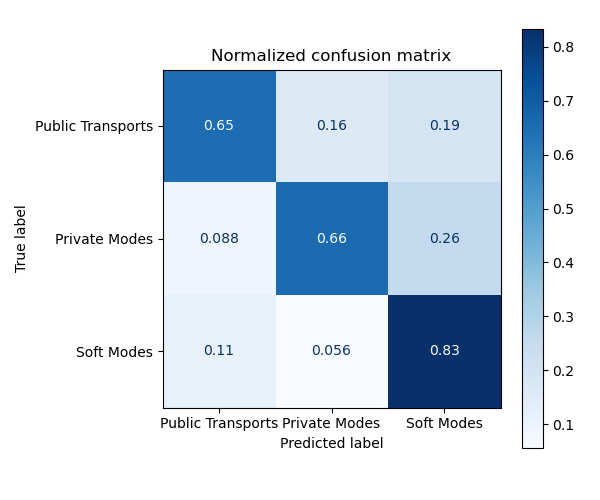 Normalized confusion matrix
True label
Public Transports
0.65
0.16
0.19
Private Modes
0.088
0.66
0.26
Soft Modes
0.11
0.056
0.83
Public Transports
Private Modes
Soft Modes
Predicted label
0.8
0.7
0.6
0.5
0.4
0.3
0.2
0.1